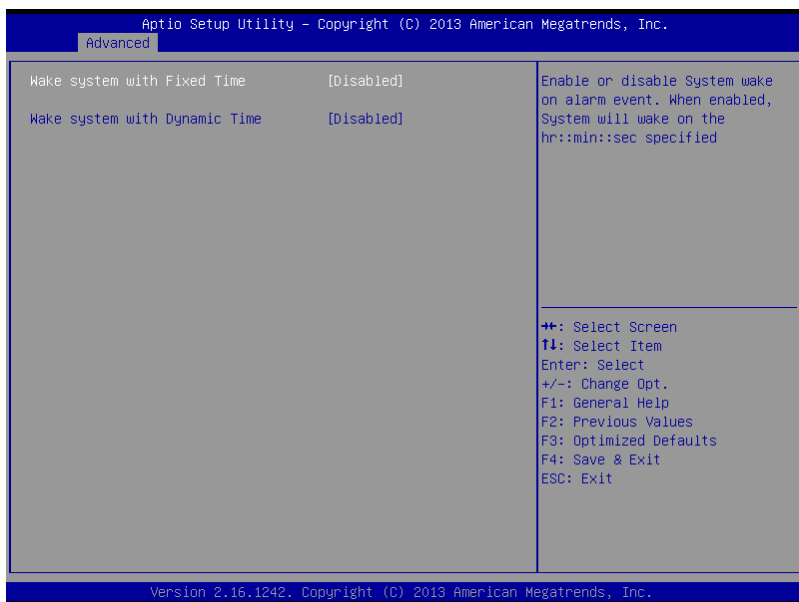 Aptio Setup Utility – Copyright (C) 2013 American Megatrends, Inc.
Advanced
Wake system with Fixed Time [Disabled]
Wake system with Dynamic Time [Disabled]
Enable or disable System wake
on alarm event. When enabled,
System will wake on the
hr::min::sec specified
→←: Select Screen
↑↓: Select Item
Enter: Select
+/-: Change Opt.
F1: General Help
F2: Previous Values
F3: Optimized Defaults
F4: Save & Exit
ESC: Exit
Version 2.16.1242. Copyright (C) 2013 American Megatrends, Inc.